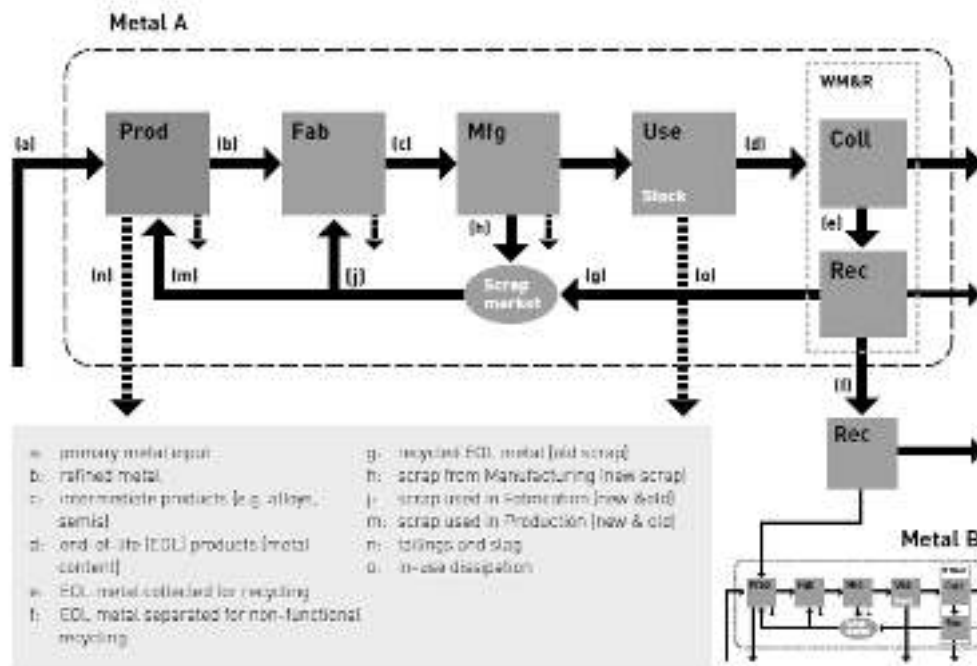 Metal A
WM&R
(a)
Prod
(b)
Fab
(c)
Mfg
Use
Stock
(d)
Coll
(e)
(h)
(n)
(m)
(j)
Scrap
market
(g)
(o)
Rec
(f)
Rec
a: primary metal input
b: refined metal
c: intermediate products (e.g. alloys,
semis)
d: end-of-life (EOL) products (metal
content)
e: EOL metal collected for recycling
f: EOL metal separated for non-functional
recycling
g: recycled EOL metal (old scrap)
h: scrap from Manufacturing (new scrap)
j: scrap used in Fabrication (new & old)
m: scrap used in Production (new & old)
n: tailings and slag
o: in-use dissipation
Metal B